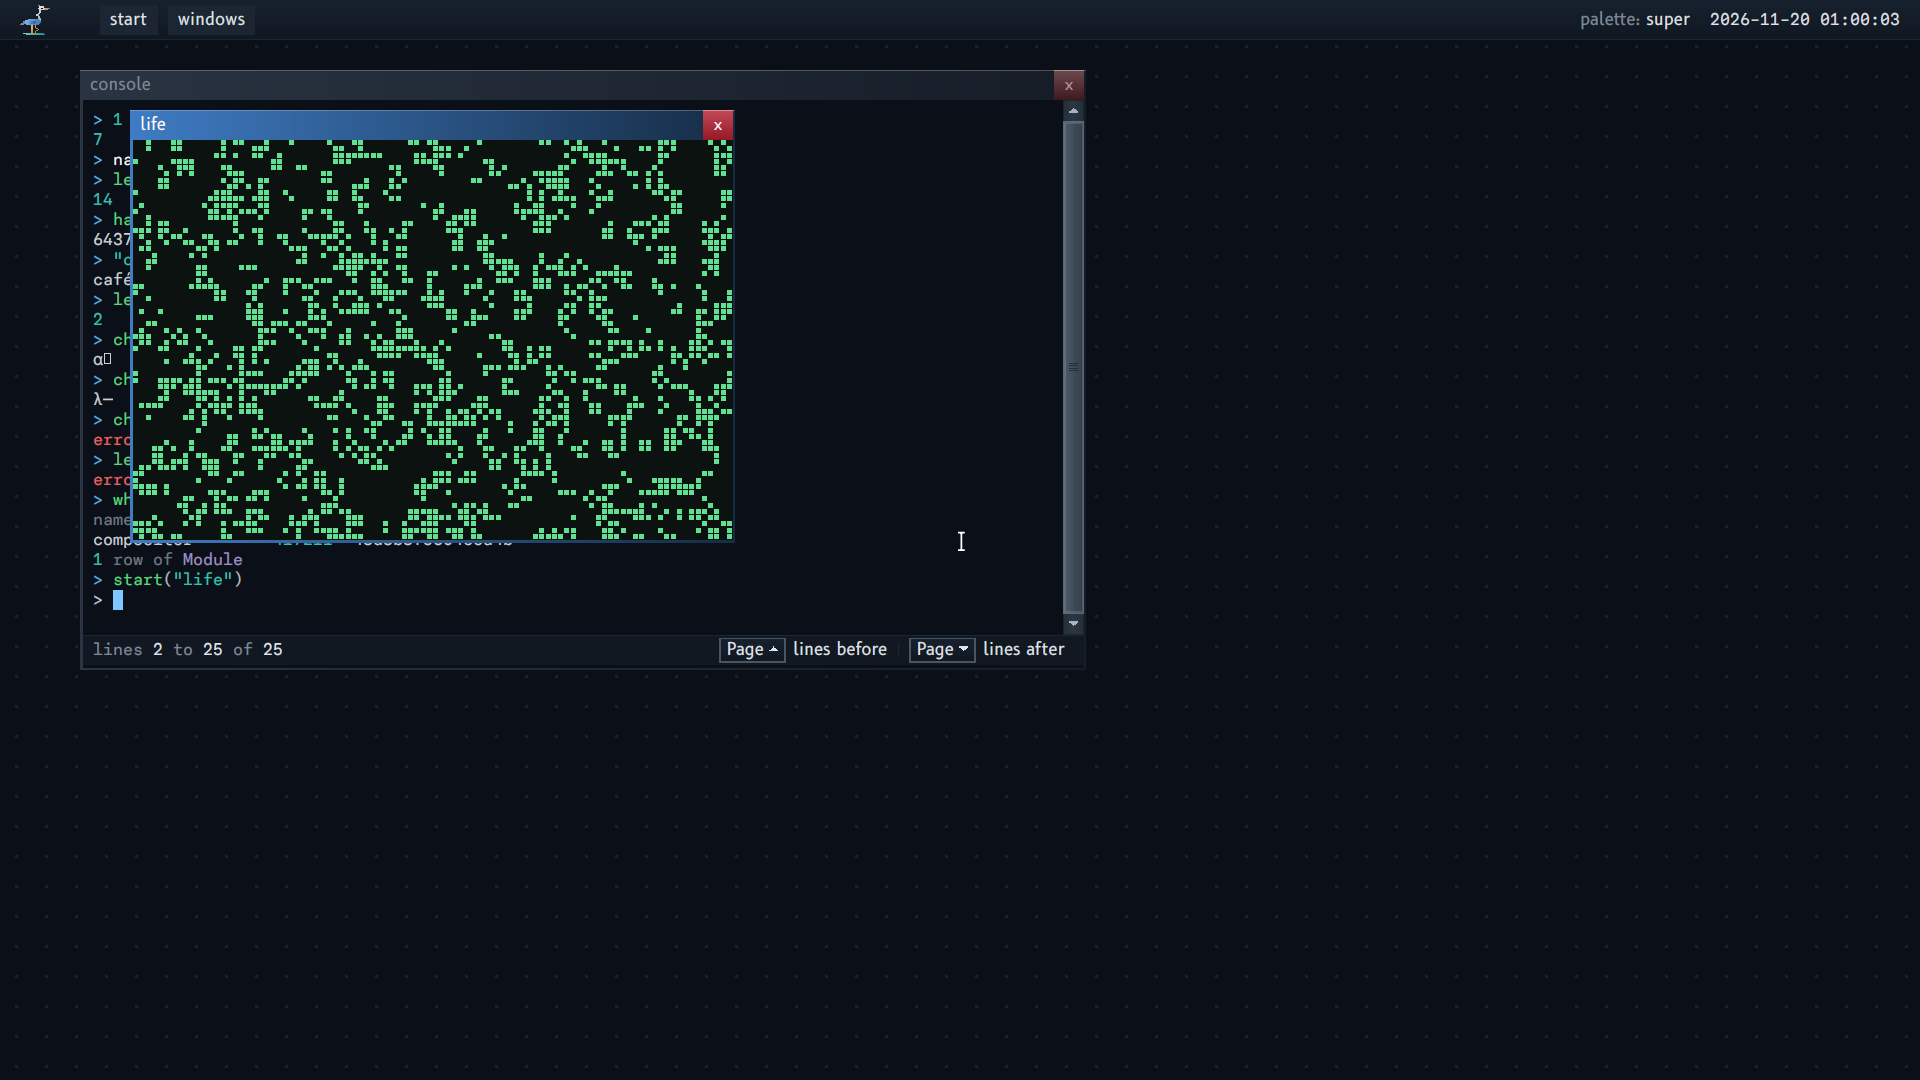 start windows palette: super 2026-11-20 01:00:03
console x
life x
> 1
7
> na
> le
14
> ha
6437
> "c
café
> le
2
> ch
α
> ch
λ—
> ch
erro
> le
erro
> wh
name
1 row of Module
> start("life")
>
lines 2 to 25 of 25 Page lines before Page lines after